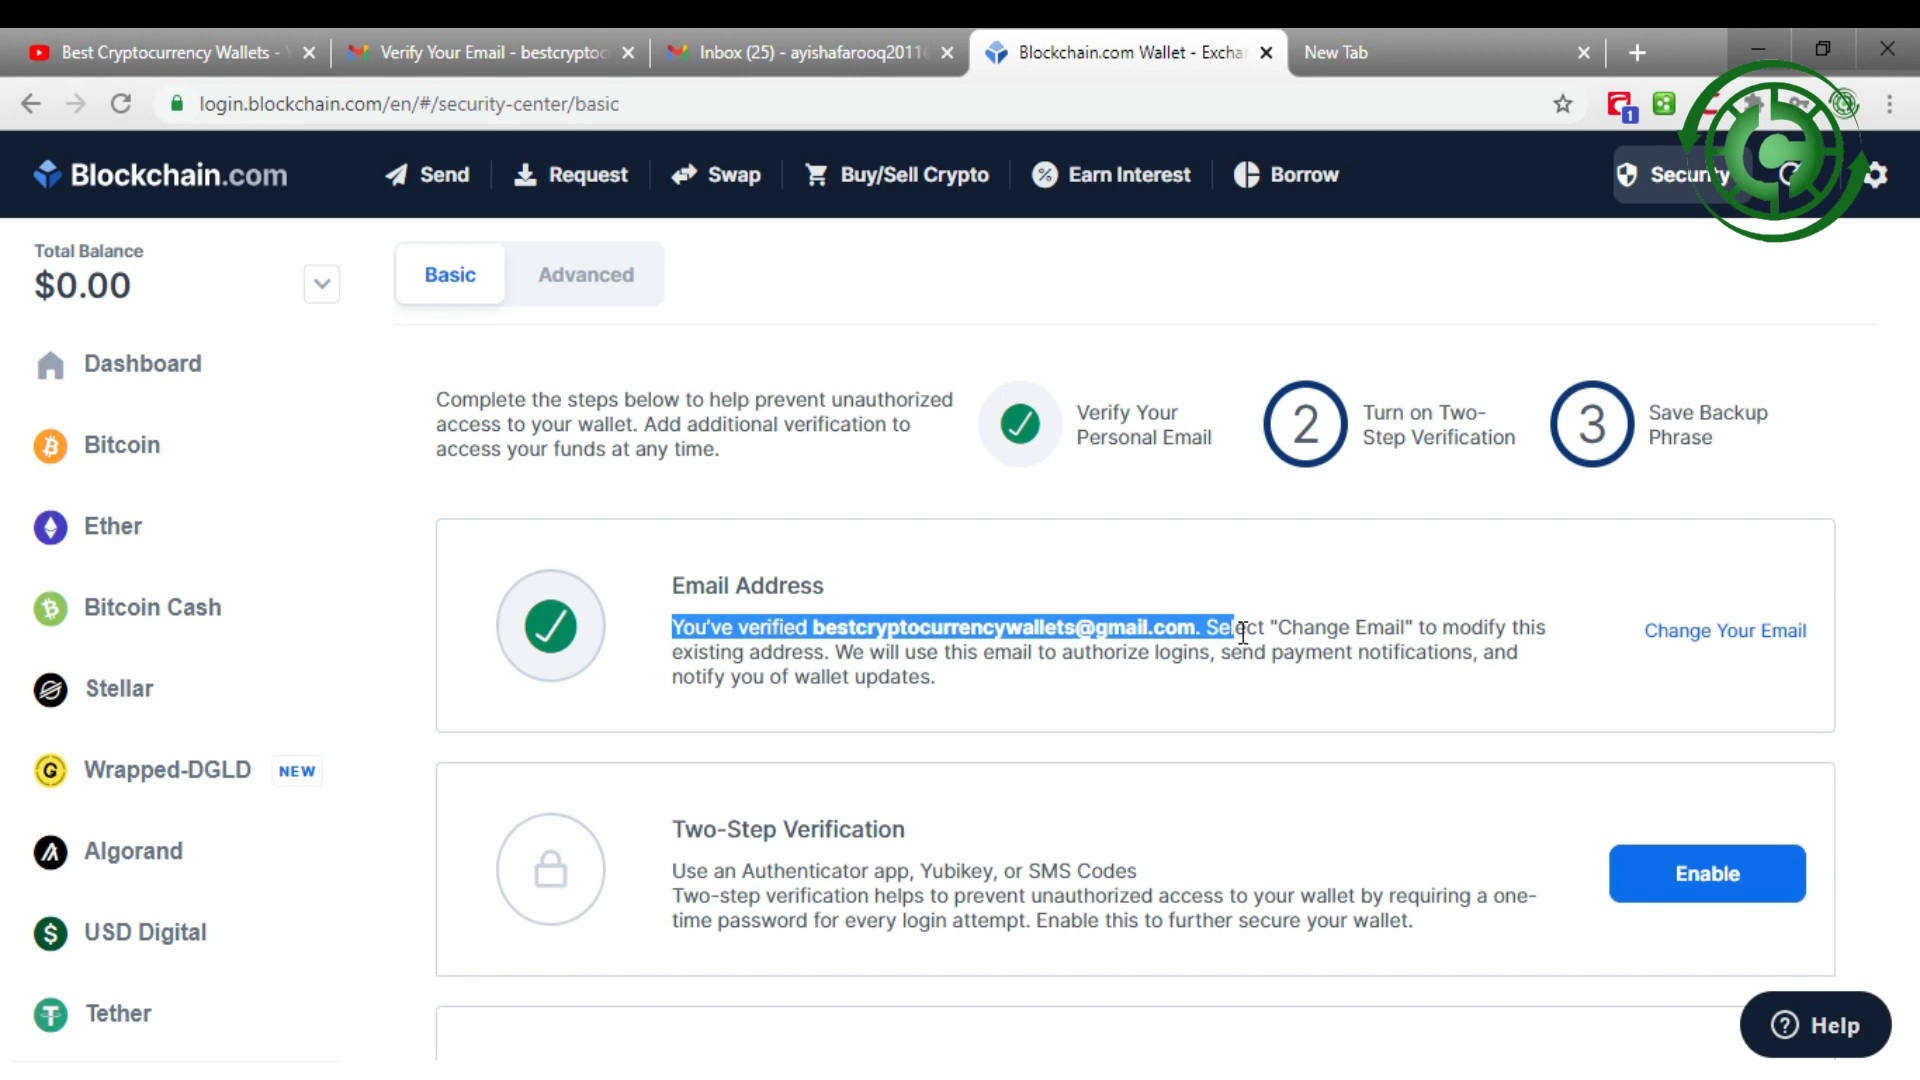 Best Cryptocurrency Wallets -
Verify Your Email - bestcryptoc
Inbox (25) - ayishafarooq2011
Blockchain.com Wallet - Excha
New Tab
login.blockchain.com/en/#/security-center/basic
1
Blockchain.com
Send
Request
Swap
Buy/Sell Crypto
Earn Interest
Borrow
Security
Total Balance
$0.00
Basic
Advanced
Dashboard
Bitcoin
Ether
Bitcoin Cash
Stellar
Wrapped-DGLD NEW
Algorand
USD Digital
Tether
Complete the steps below to help prevent unauthorized
access to your wallet. Add additional verification to
access your funds at any time.
Verify Your
Personal Email
2
Turn on Two-
Step Verification
3
Save Backup
Phrase
Email Address
You've verified bestcryptocurrencywallets@gmail.com. Select "Change Email" to modify this
existing address. We will use this email to authorize logins, send payment notifications, and
notify you of wallet updates.
Change Your Email
Two-Step Verification
Use an Authenticator app, Yubikey, or SMS Codes
Two-step verification helps to prevent unauthorized access to your wallet by requiring a one-
time password for every login attempt. Enable this to further secure your wallet.
Enable
Help